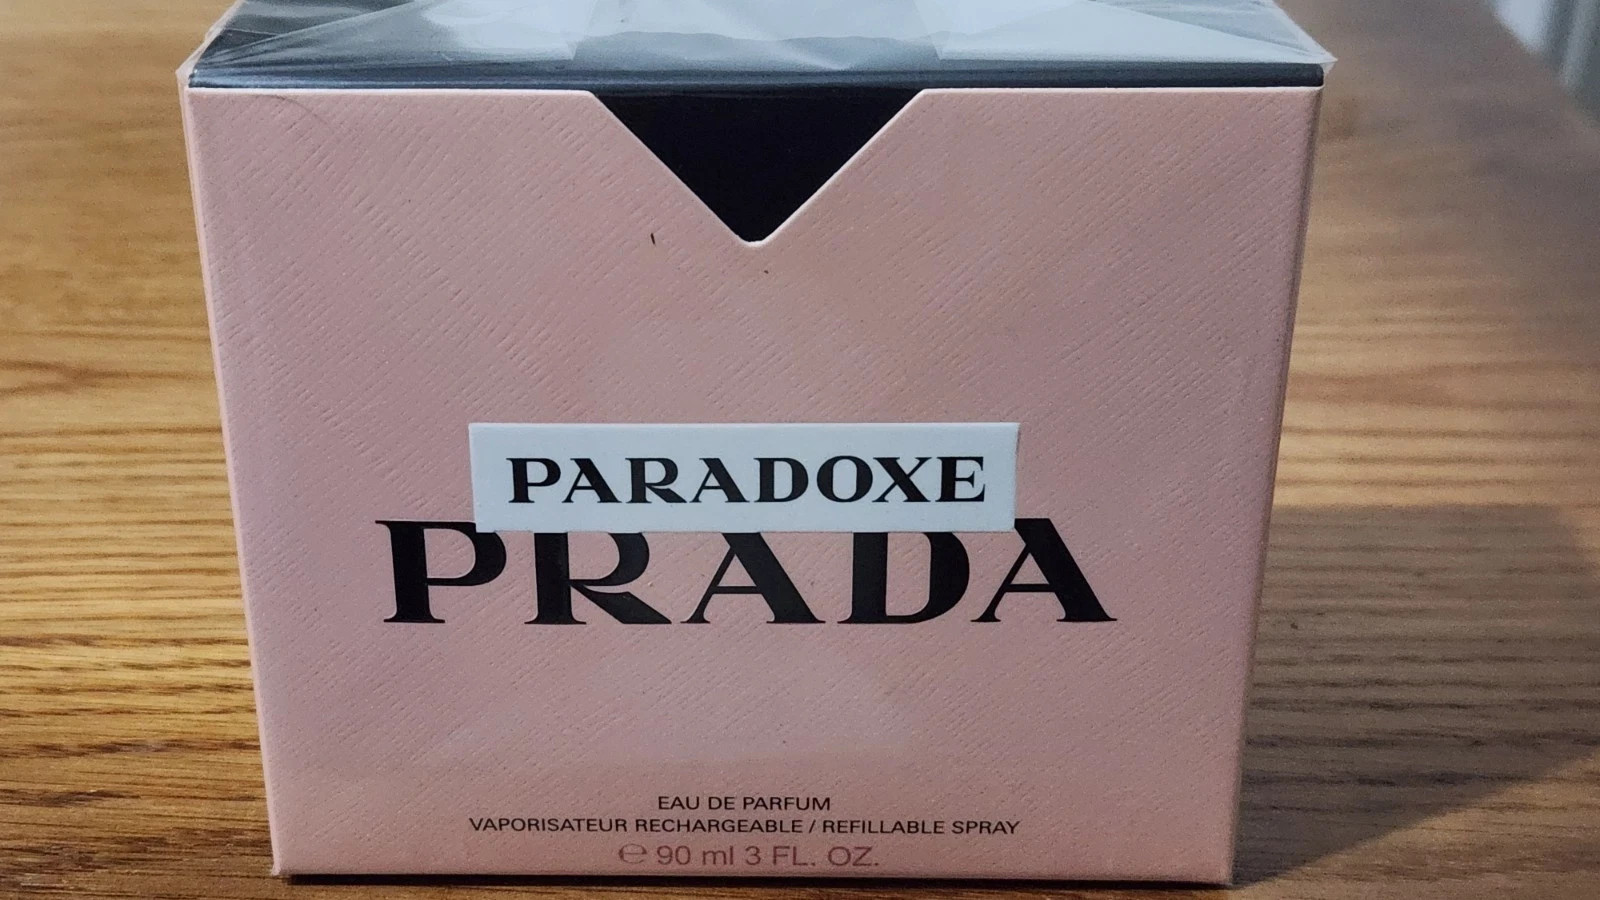 PARADOXE
PRADA
EAU DE PARFUM
VAPORISATEUR RECHARGEABLE / REFILLABLE SPRAY
℮ 90 ml 3 FL. OZ.